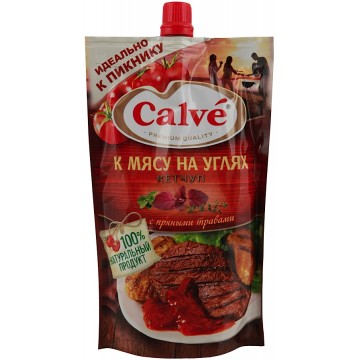 ИДЕАЛЬНО
К ПИКНИКУ
Calvé
PREMIUM QUALITY
К МЯСУ НА УГЛЯХ
КЕТЧУП
с пряными травами
100%
НАТУРАЛЬНЫЙ
ПРОДУКТ